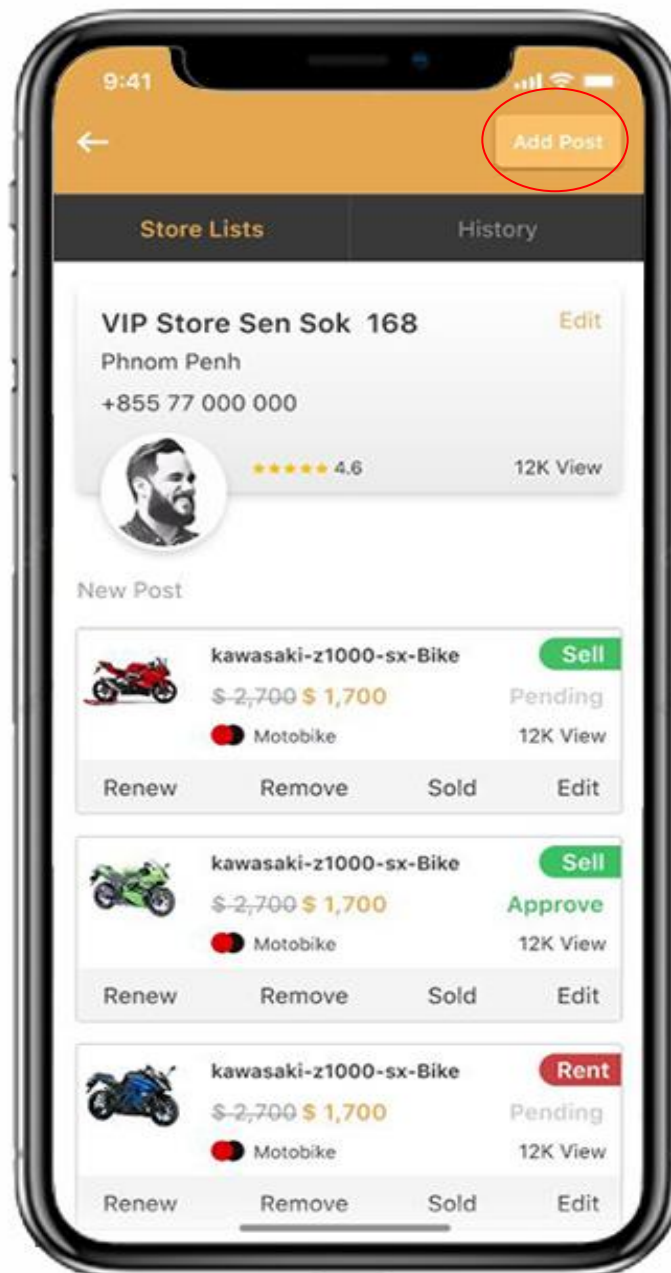 9:41
Add Post
Store Lists History
VIP Store Sen Sok 168 Edit
Phnom Penh
+855 77 000 000
4.6 12K View
New Post
kawasaki-z1000-sx-Bike Sell
$ 2,700 $ 1,700 Pending
Motobike 12K View
Renew Remove Sold Edit
kawasaki-z1000-sx-Bike Sell
$ 2,700 $ 1,700 Approve
Motobike 12K View
Renew Remove Sold Edit
kawasaki-z1000-sx-Bike Rent
$ 2,700 $ 1,700 Pending
Motobike 12K View
Renew Remove Sold Edit